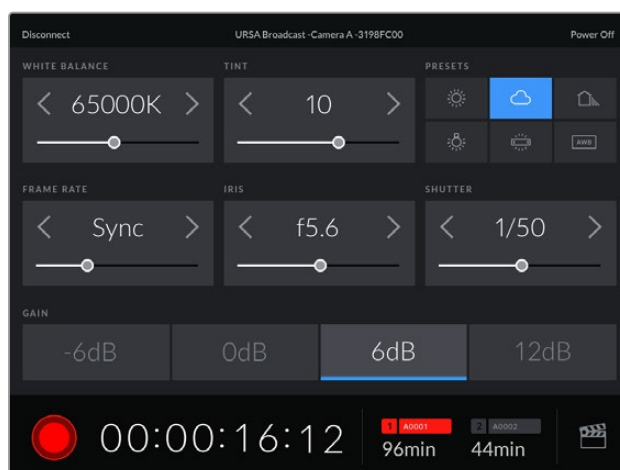 Disconnect URSA Broadcast -Camera A -3198FC00 Power Off
WHITE BALANCE TINT PRESETS
65000K 10
AWB
FRAME RATE IRIS SHUTTER
Sync f5.6 1/50
GAIN
-6dB 0dB 6dB 12dB
00:00:16:12
1 A0001 2 A0002
96min 44min